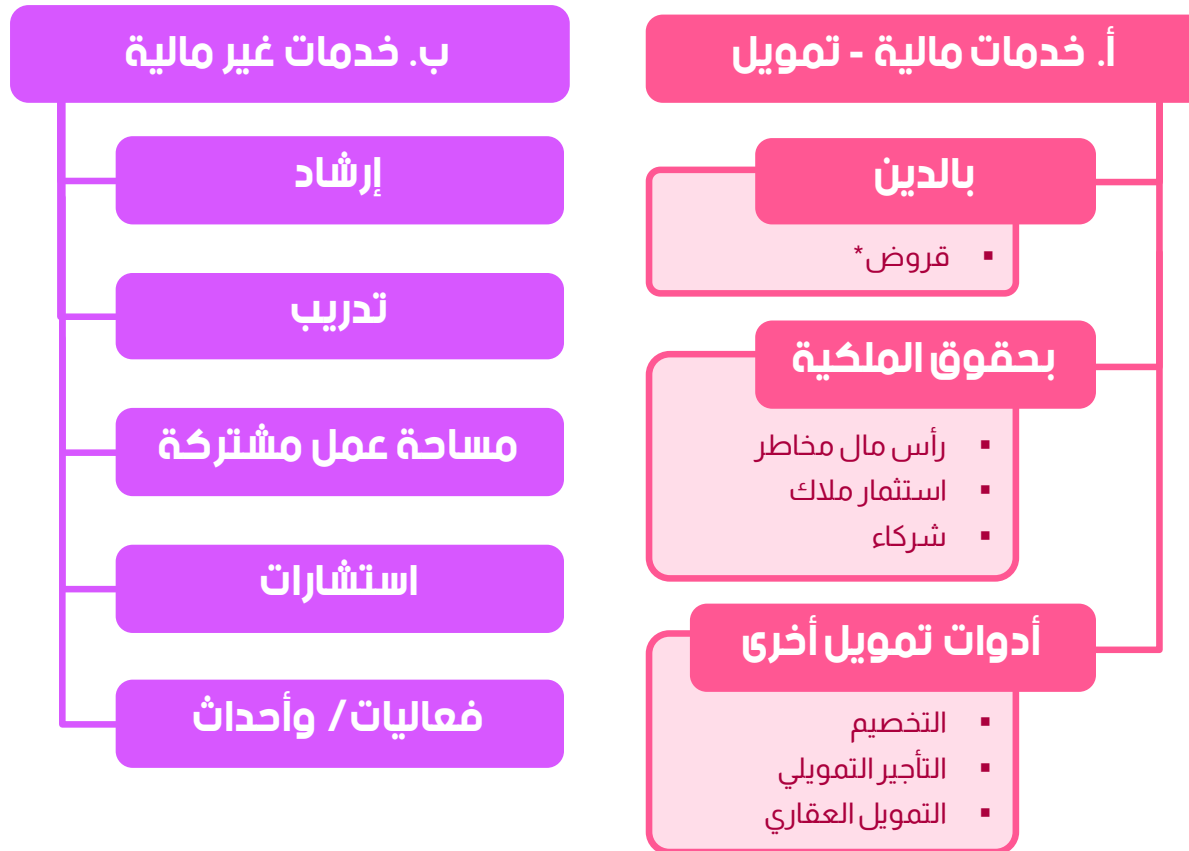 أ. خدمات مالية - تمويل
بالدين
▪ قروض*
بحقوق الملكية
▪ رأس مال مخاطر
▪ استثمار ملاك
▪ شركاء
أدوات تمويل أخرى
▪ التخصيم
▪ التأجير التمويلي
▪ التمويل العقاري
ب. خدمات غير مالية
إرشاد
تدريب
مساحة عمل مشتركة
استشارات
فعاليات/ وأحداث